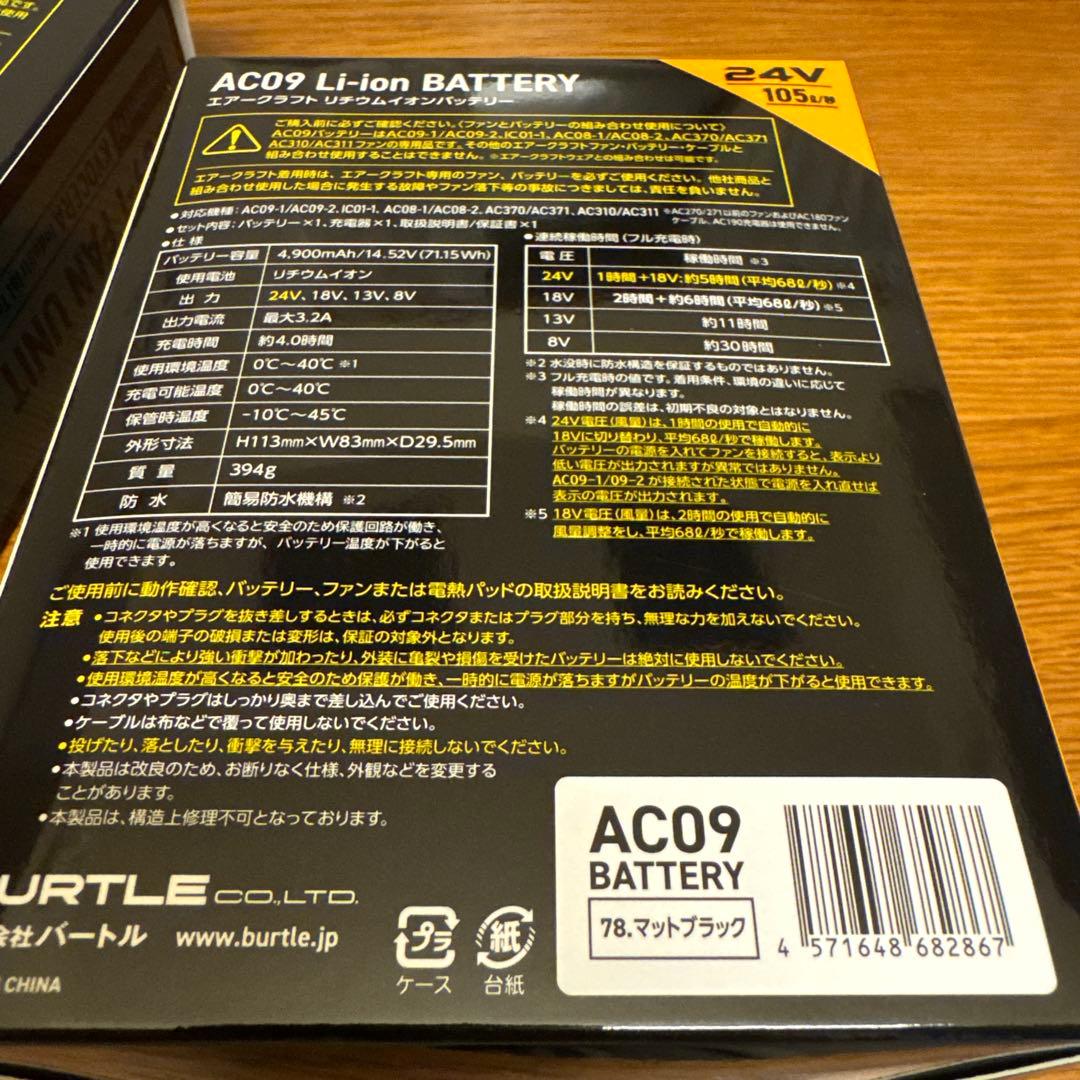 AC09 Li-ion BATTERY
エアークラフト リチウムイオンバッテリー
24V
105ℓ/秒
ご購入前に必ずご確認ください。〈ファンとバッテリーの組み合わせ使用について〉
AC09バッテリーはAC09-1/AC09-2、IC01-1、AC08-1/AC08-2、AC370/AC371
AC310/AC311ファンの専用品です。その他のエアークラフトファン・バッテリー・ケーブルと
組み合わせ使用することはできません。※エアークラフトウェアとの組み合わせは可能です。
エアークラフト着用時は、エアークラフト専用のファン、バッテリーを必ずご使用ください。他社商品と
組み合わせ使用した場合に発生する故障やファン落下等の事故につきましては、責任を負いません。
●対応機種：AC09-1/AC09-2、IC01-1、AC08-1/AC08-2、AC370/AC371、AC310/AC311 ※AC270/271以前のファンおよびAC180ファン
ケーブル、AC190充電器は使用できません。
●セット内容：バッテリー×1、充電器×1、取扱説明書/保証書×1
●仕様
バッテリー容量 4,900mAh/14.52V(71.15Wh)
使用電池 リチウムイオン
出力 24V、18V、13V、8V
出力電流 最大3.2A
充電時間 約4.0時間
使用環境温度 0℃〜40℃ ※1
充電可能温度 0℃〜40℃
保管時温度 -10℃〜45℃
外形寸法 H113mm×W83mm×D29.5mm
質量 394g
防水 簡易防水機構 ※2
※1 使用環境温度が高くなると安全のため保護回路が働き、
一時的に電源が落ちますが、バッテリー温度が下がると
使用できます。
●連続稼働時間（フル充電時）
電圧 稼働時間 ※3
24V 1時間＋18V：約5時間(平均68ℓ/秒) ※4
18V 2時間＋約6時間(平均68ℓ/秒) ※5
13V 約11時間
8V 約30時間
※2 水没時に防水構造を保証するものではありません。
※3 フル充電時の値です。着用条件、環境の違いに応じて
稼働時間が異なります。
稼働時間の誤差は、初期不良の対象とはなりません。
※4 24V電圧（風量）は、1時間の使用で自動的に
18Vに切り替わり、平均68ℓ/秒で稼働します。
バッテリーの電源を入れてファンを接続すると、表示より
低い電圧が出力されますが異常ではありません。
AC09-1/09-2 が接続された状態で電源を入れ直せば
表示の電圧が出力されます。
※5 18V電圧（風量）は、2時間の使用で自動的に
風量調整をし、平均68ℓ/秒で稼働します。
ご使用前に動作確認、バッテリー、ファンまたは電熱パッドの取扱説明書をお読みください。
注意 ●コネクタやプラグを抜き差しするときは、必ずコネクタまたはプラグ部分を持ち、無理な力を加えないでください。
使用後の端子の破損または変形は、保証の対象外となります。
●落下などにより強い衝撃が加わったり、外装に亀裂や損傷を受けたバッテリーは絶対に使用しないでください。
●使用環境温度が高くなると安全のため保護が働き、一時的に電源が落ちますがバッテリーの温度が下がると使用できます。
●コネクタやプラグはしっかり奥まで差し込んでご使用ください。
●ケーブルは布などで覆って使用しないでください。
●投げたり、落としたり、衝撃を与えたり、無理に接続しないでください。
●本製品は改良のため、お断りなく仕様、外観などを変更する
ことがあります。
●本製品は、構造上修理不可となっております。
URTLE CO.,LTD.
会社バートル www.burtle.jp
CHINA
プラ
ケース
紙
台紙
AC09
BATTERY
78.マットブラック
4 571648 682867